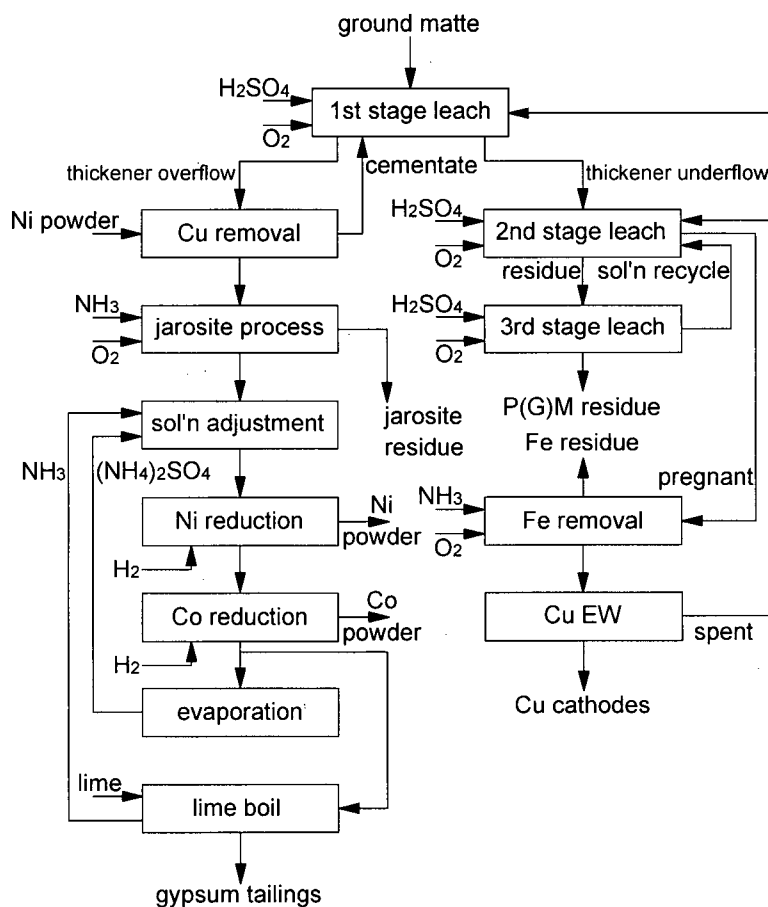 ground matte
H2SO4
1st stage leach
O2
thickener overflow
cementate
thickener underflow
Ni powder
Cu removal
H2SO4
2nd stage leach
O2
residue
sol'n recycle
NH3
jarosite process
O2
H2SO4
3rd stage leach
O2
sol'n adjustment
jarosite
residue
P(G)M residue
Fe residue
NH3
(NH4)2SO4
pregnant
Ni reduction
Ni
powder
H2
NH3
Fe removal
O2
Co reduction
Co
powder
H2
Cu EW
spent
evaporation
Cu cathodes
lime
lime boil
gypsum tailings